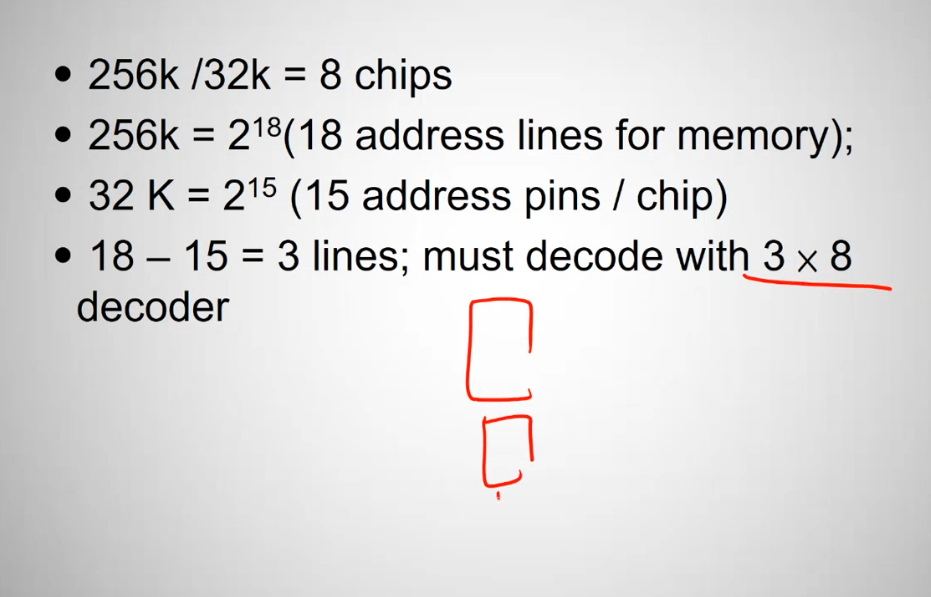 • 256k /32k = 8 chips
• 256k = 2¹⁸(18 address lines for memory);
• 32 K = 2¹⁵ (15 address pins / chip)
• 18 – 15 = 3 lines; must decode with 3 × 8
decoder